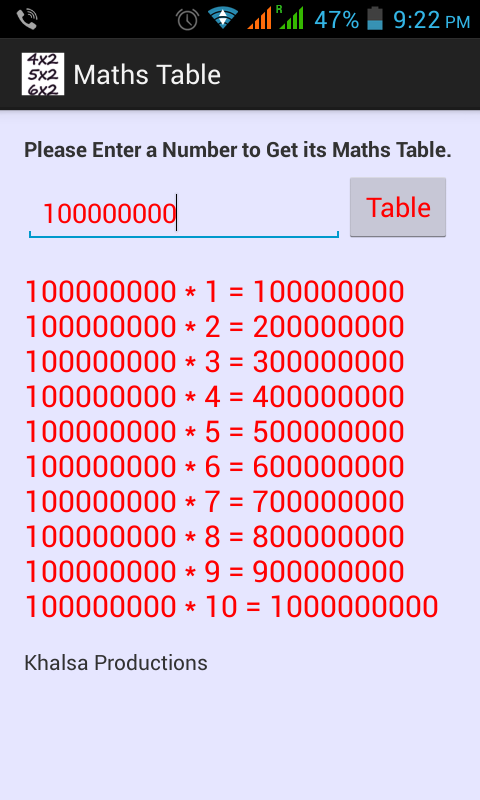 R
47%
9:22 PM
4x2
5x2
6x2
Maths Table
Please Enter a Number to Get its Maths Table.
100000000
Table
100000000 * 1 = 100000000
100000000 * 2 = 200000000
100000000 * 3 = 300000000
100000000 * 4 = 400000000
100000000 * 5 = 500000000
100000000 * 6 = 600000000
100000000 * 7 = 700000000
100000000 * 8 = 800000000
100000000 * 9 = 900000000
100000000 * 10 = 1000000000
Khalsa Productions